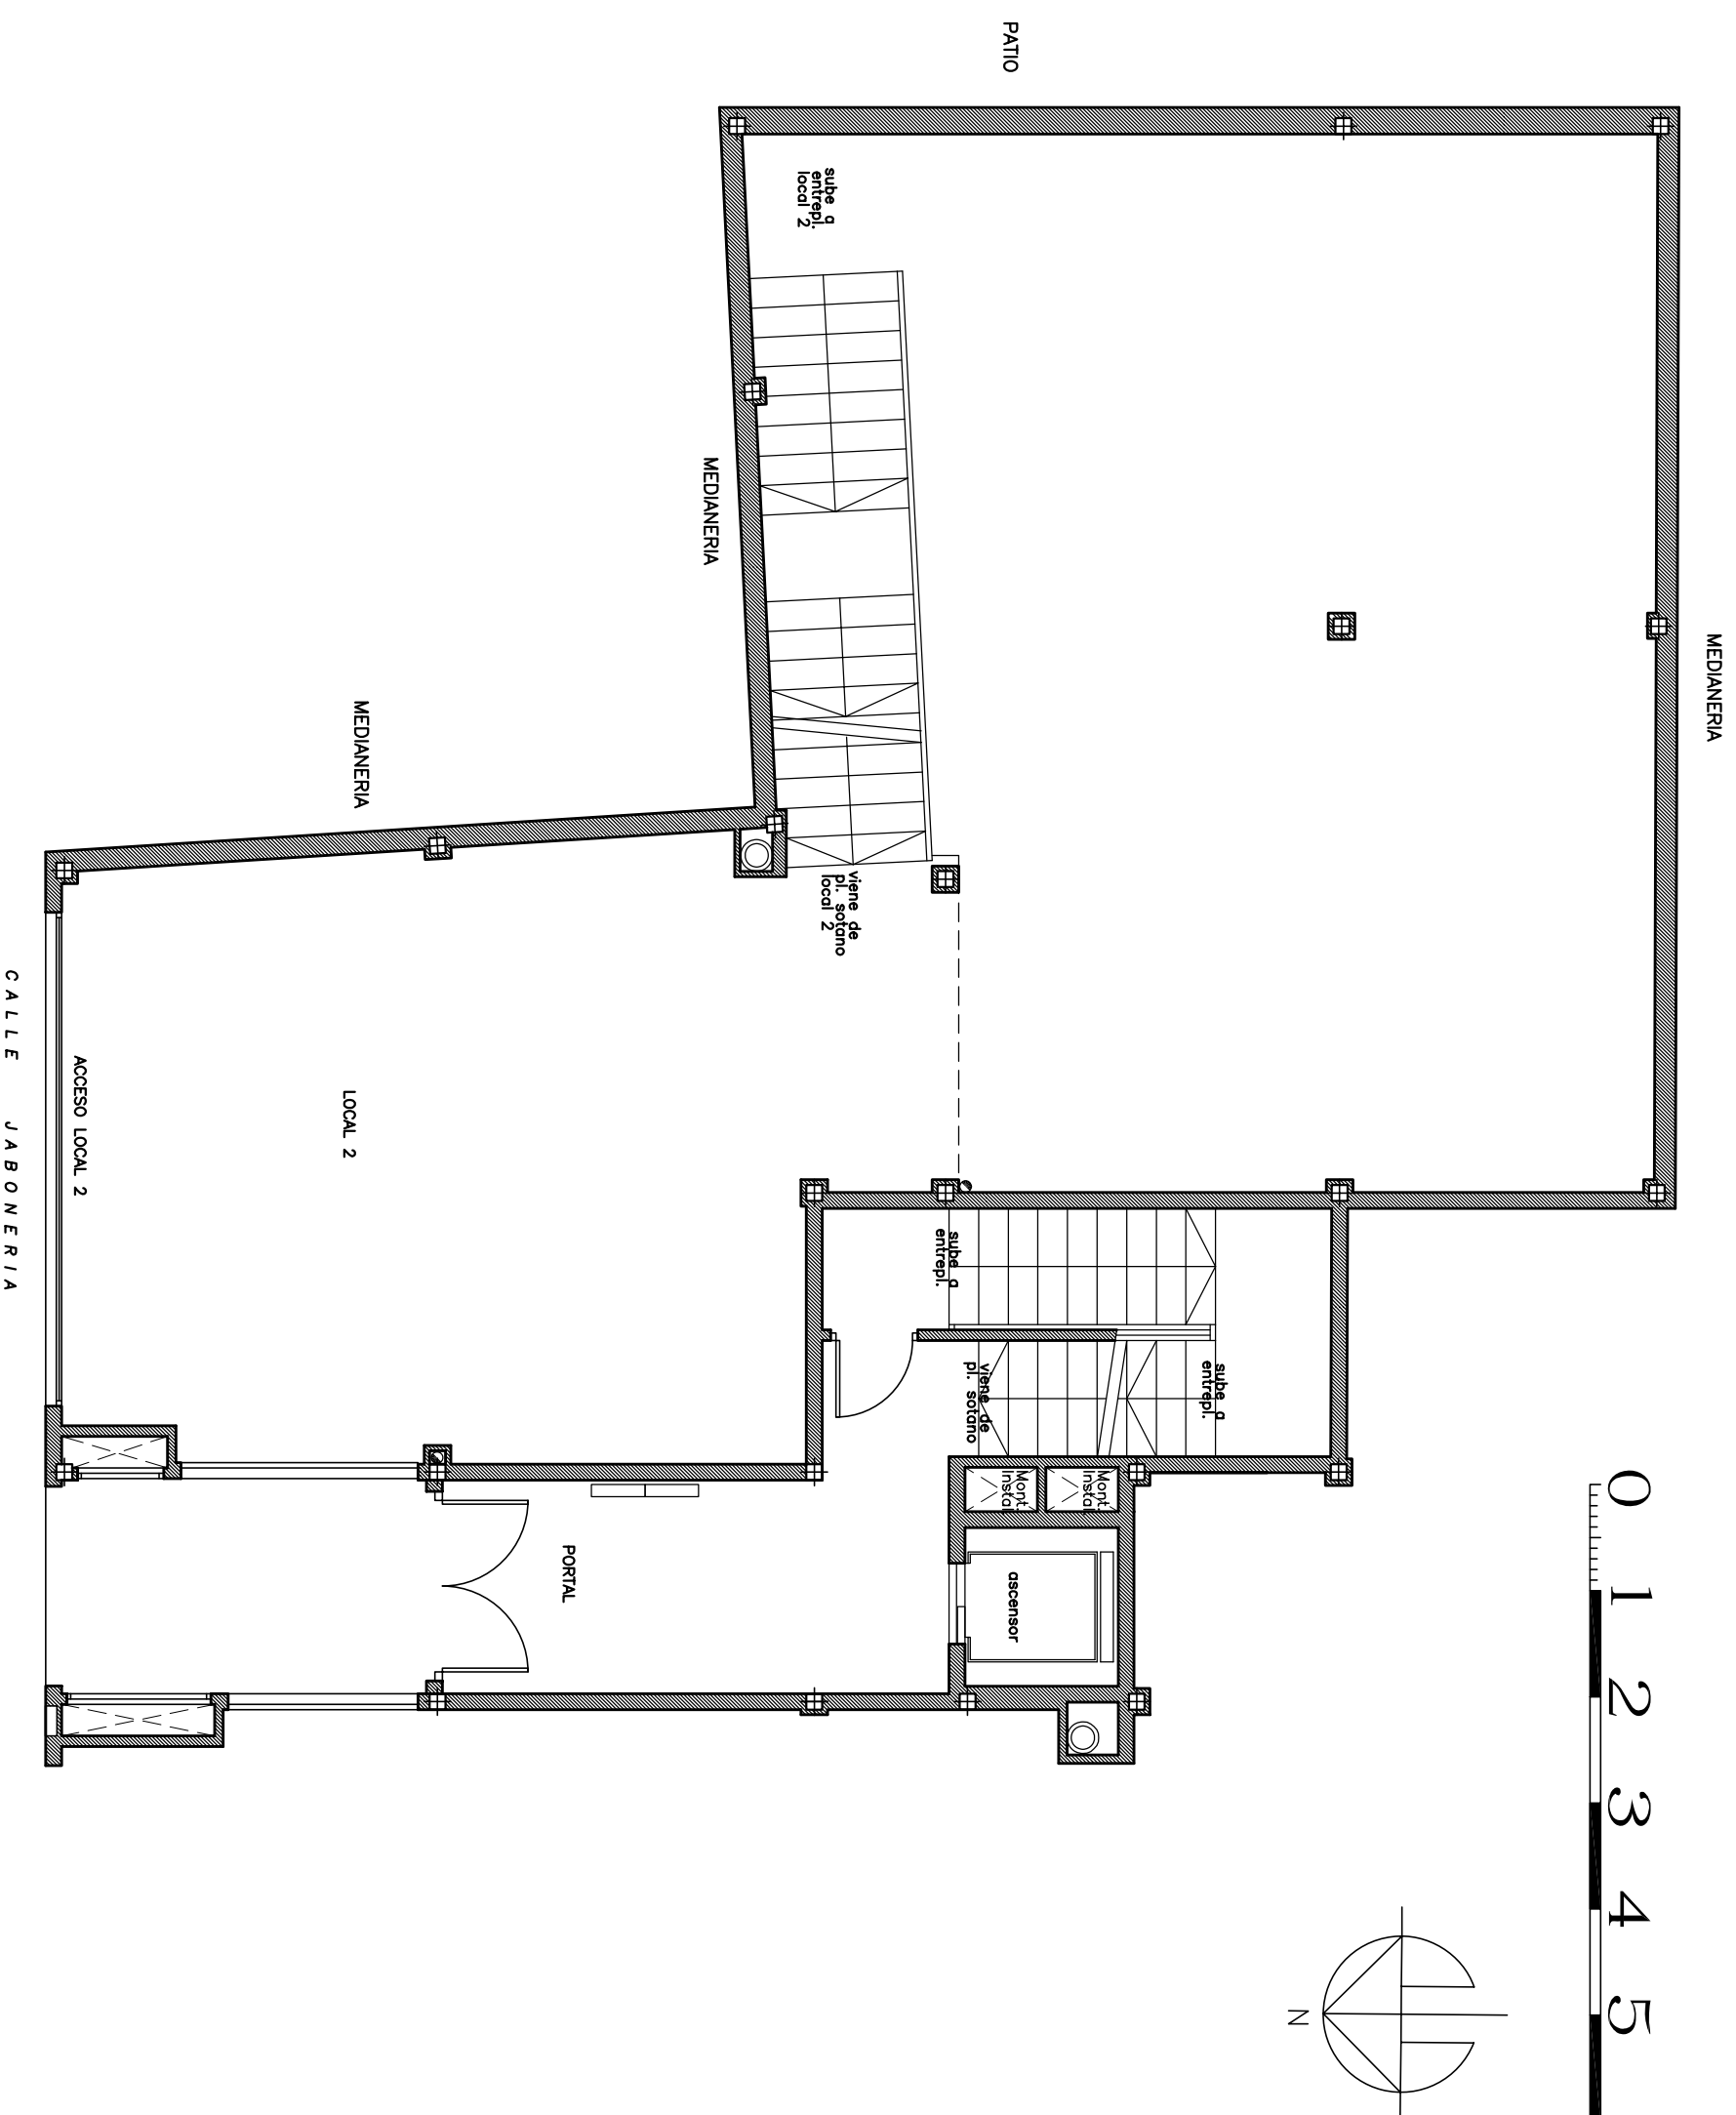 PATIO
MEDIANERIA
sube a
entrepl.
local 2
MEDIANERIA
MEDIANERIA
viene de
pl. sotano
local 2
CALLE JABONERIA
ACCESO LOCAL 2
LOCAL 2
sube a
entrepl.
viene de
pl. sotano
sube a
entrepl.
Mont.
Instal
Mont.
Instal
ascensor
PORTAL
0 1 2 3 4 5
N